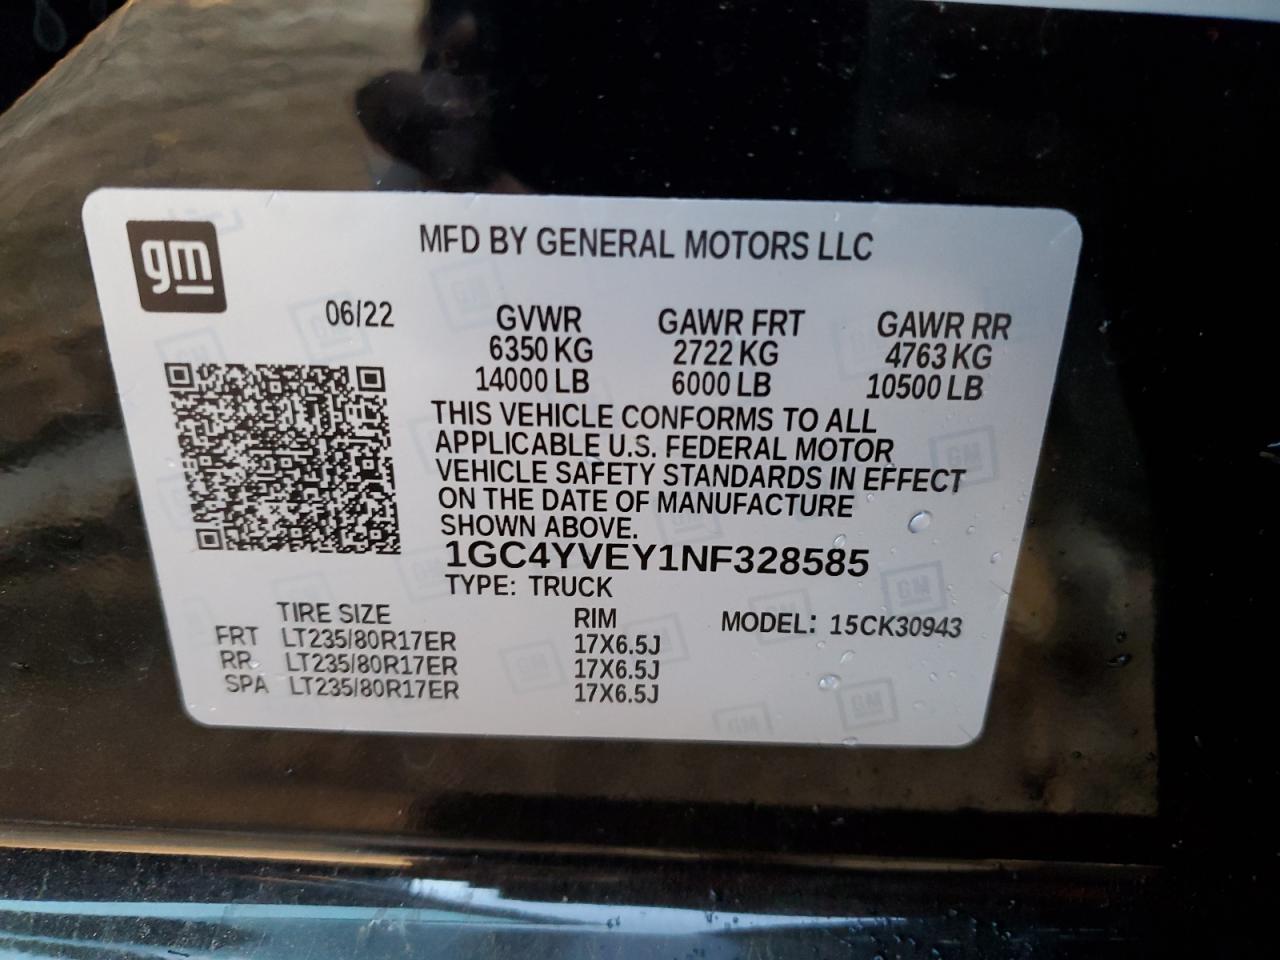 gm
MFD BY GENERAL MOTORS LLC
06/22 GVWR GAWR FRT GAWR RR
6350 KG 2722 KG 4763 KG
14000 LB 6000 LB 10500 LB
THIS VEHICLE CONFORMS TO ALL
APPLICABLE U.S. FEDERAL MOTOR
VEHICLE SAFETY STANDARDS IN EFFECT
ON THE DATE OF MANUFACTURE
SHOWN ABOVE.
1GC4YVEY1NF328585
TYPE: TRUCK
TIRE SIZE RIM MODEL: 15CK30943
FRT LT235/80R17ER 17X6.5J
RR LT235/80R17ER 17X6.5J
SPA LT235/80R17ER 17X6.5J